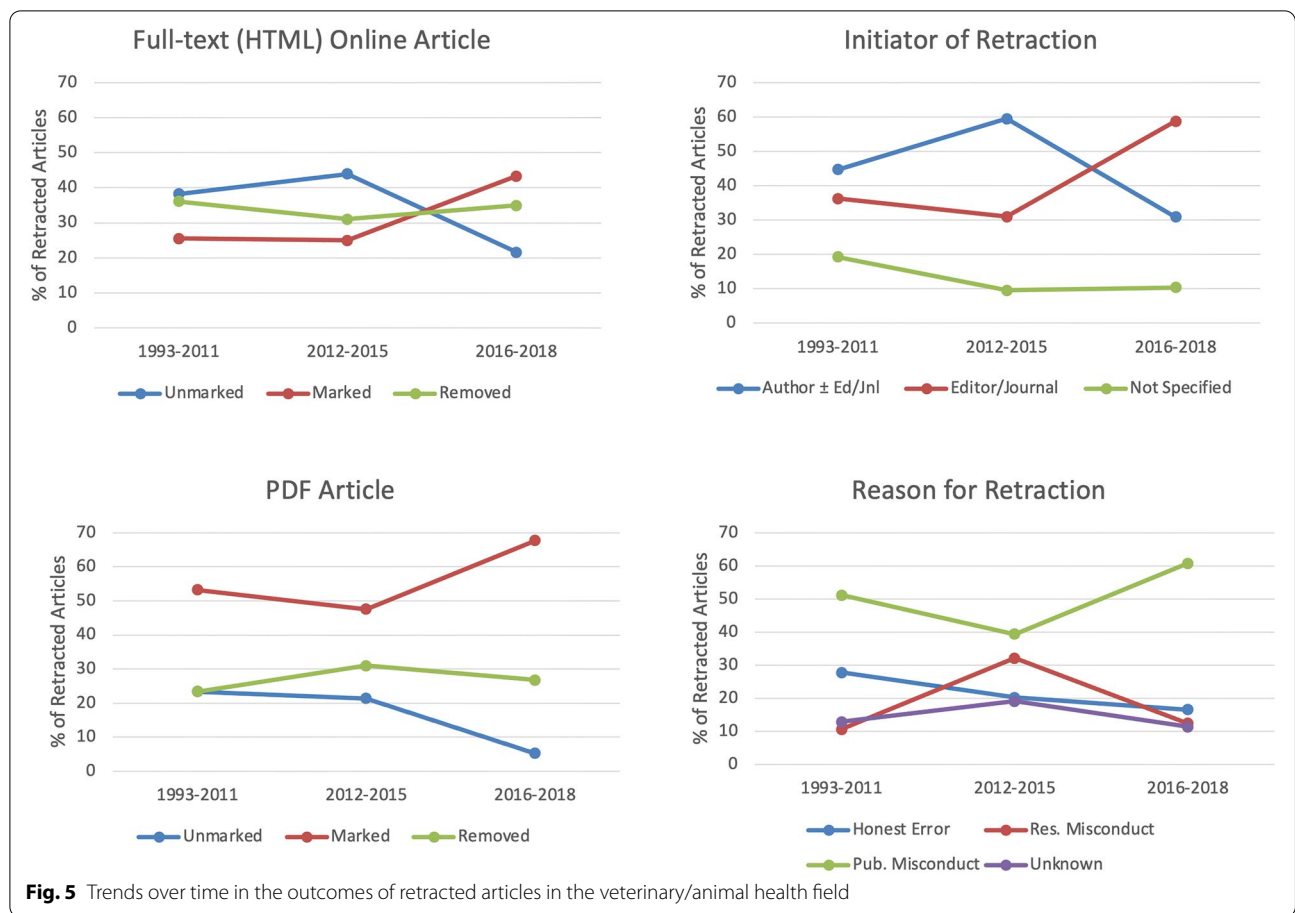 Full-text (HTML) Online Article
% of Retracted Articles
70
60
50
40
30
20
10
0
1993-2011 2012-2015 2016-2018
Unmarked Marked Removed
Initiator of Retraction
% of Retracted Articles
70
60
50
40
30
20
10
0
1993-2011 2012-2015 2016-2018
Author ± Ed/Jnl Editor/Journal Not Specified
PDF Article
% of Retracted Articles
70
60
50
40
30
20
10
0
1993-2011 2012-2015 2016-2018
Unmarked Marked Removed
Reason for Retraction
% of Retracted Articles
70
60
50
40
30
20
10
0
1993-2011 2012-2015 2016-2018
Honest Error Res. Misconduct
Pub. Misconduct Unknown
Fig. 5 Trends over time in the outcomes of retracted articles in the veterinary/animal health field